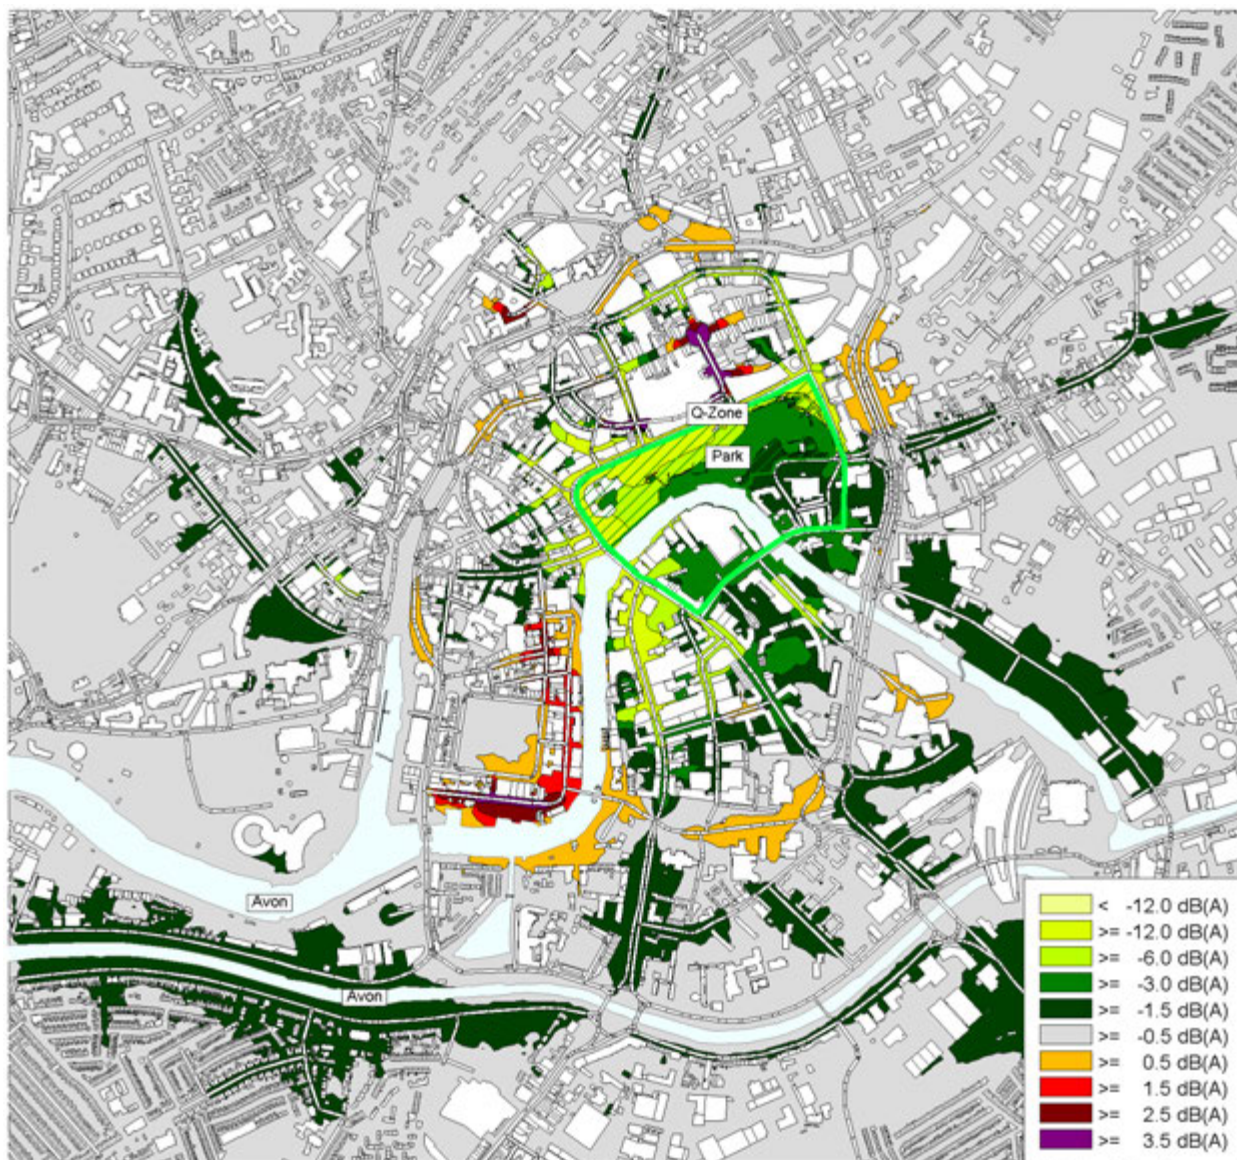 Q-Zone
Park
Avon
Avon
< -12.0 dB(A)
>= -12.0 dB(A)
>= -6.0 dB(A)
>= -3.0 dB(A)
>= -1.5 dB(A)
>= -0.5 dB(A)
>= 0.5 dB(A)
>= 1.5 dB(A)
>= 2.5 dB(A)
>= 3.5 dB(A)